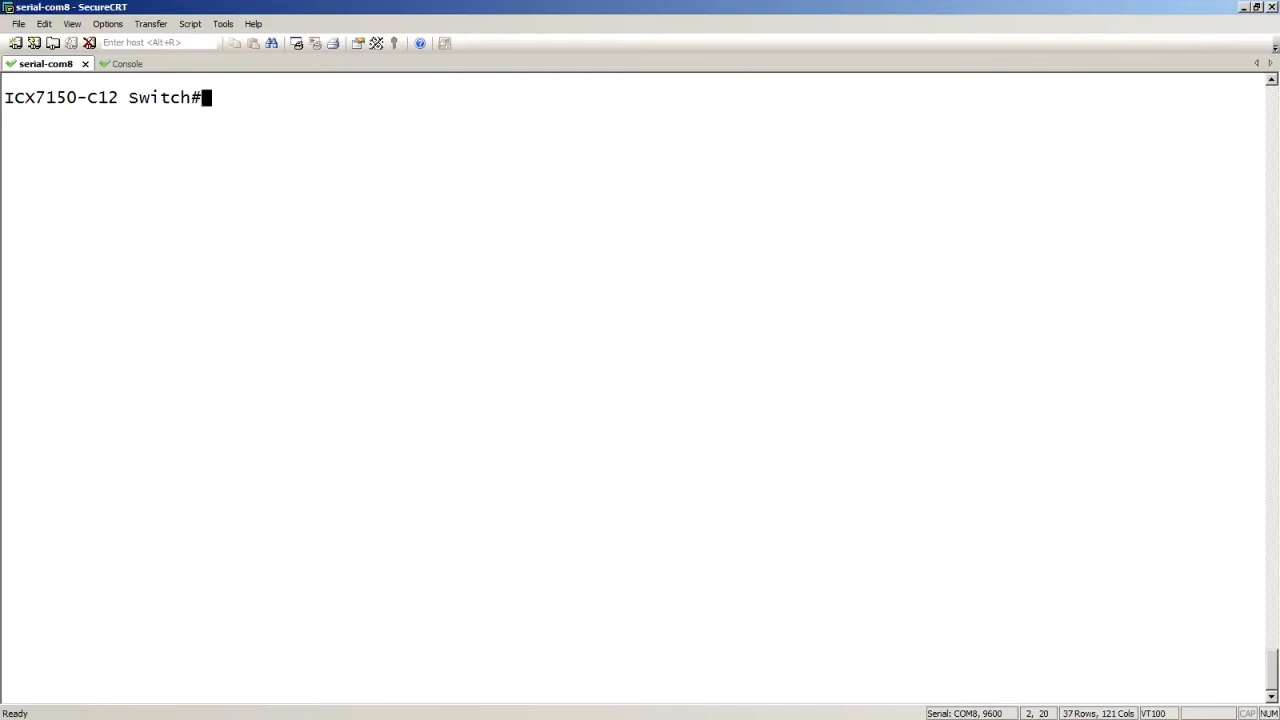 serial-com8 - SecureCRT
File Edit View Options Transfer Script Tools Help
Enter host <Alt+R>
serial-com8 Console
ICX7150-C12 Switch#
Ready Serial: COM8, 9600 2, 20 37 Rows, 121 Cols VT100 CAP NUM